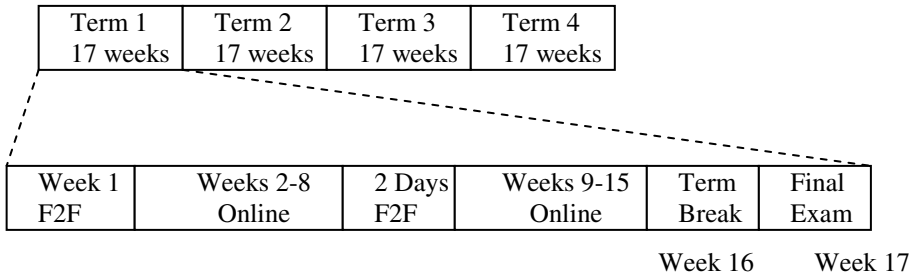 Term 1 Term 2 Term 3 Term 4
17 weeks 17 weeks 17 weeks 17 weeks
Week 1 Weeks 2-8 2 Days Weeks 9-15 Term Final
F2F Online F2F Online Break Exam
Week 16 Week 17